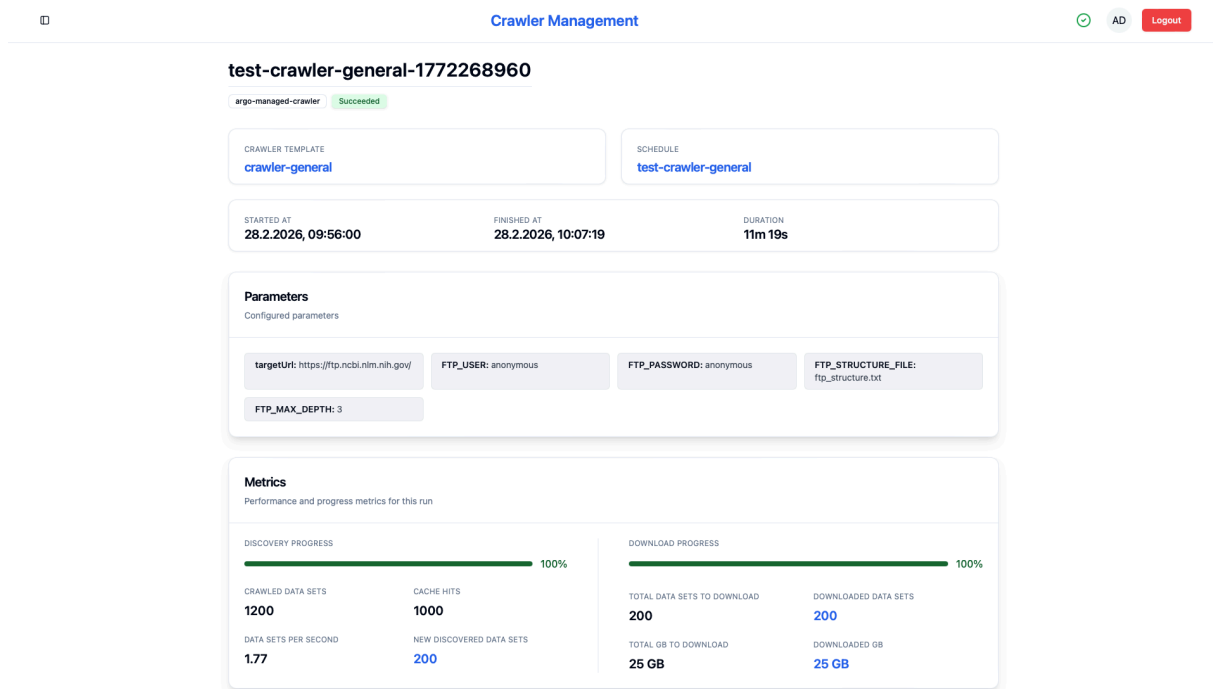 Crawler Management
AD
Logout
test-crawler-general-1772268960
argo-managed-crawler
Succeeded
CRAWLER TEMPLATE
crawler-general
SCHEDULE
test-crawler-general
STARTED AT
28.2.2026, 09:56:00
FINISHED AT
28.2.2026, 10:07:19
DURATION
11m 19s
Parameters
Configured parameters
targetUrl: https://ftp.ncbi.nlm.nih.gov/
FTP_USER: anonymous
FTP_PASSWORD: anonymous
FTP_STRUCTURE_FILE:
ftp_structure.txt
FTP_MAX_DEPTH: 3
Metrics
Performance and progress metrics for this run
DISCOVERY PROGRESS
100%
CRAWLED DATA SETS
1200
CACHE HITS
1000
DATA SETS PER SECOND
1.77
NEW DISCOVERED DATA SETS
200
DOWNLOAD PROGRESS
100%
TOTAL DATA SETS TO DOWNLOAD
200
DOWNLOADED DATA SETS
200
TOTAL GB TO DOWNLOAD
25 GB
DOWNLOADED GB
25 GB